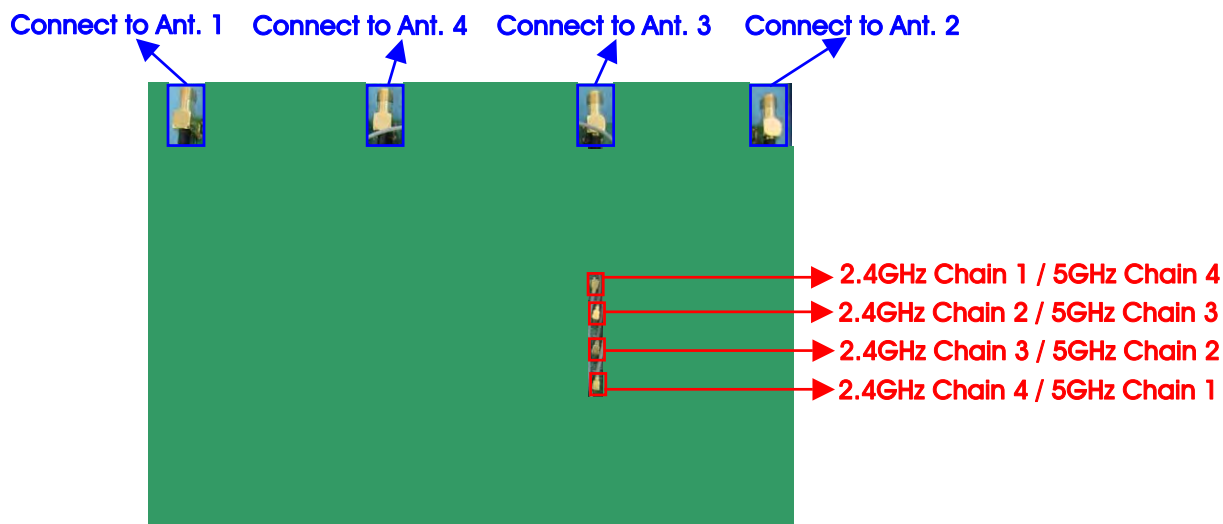 Connect to Ant. 1
Connect to Ant. 4
Connect to Ant. 3
Connect to Ant. 2
2.4GHz Chain 1 / 5GHz Chain 4
2.4GHz Chain 2 / 5GHz Chain 3
2.4GHz Chain 3 / 5GHz Chain 2
2.4GHz Chain 4 / 5GHz Chain 1